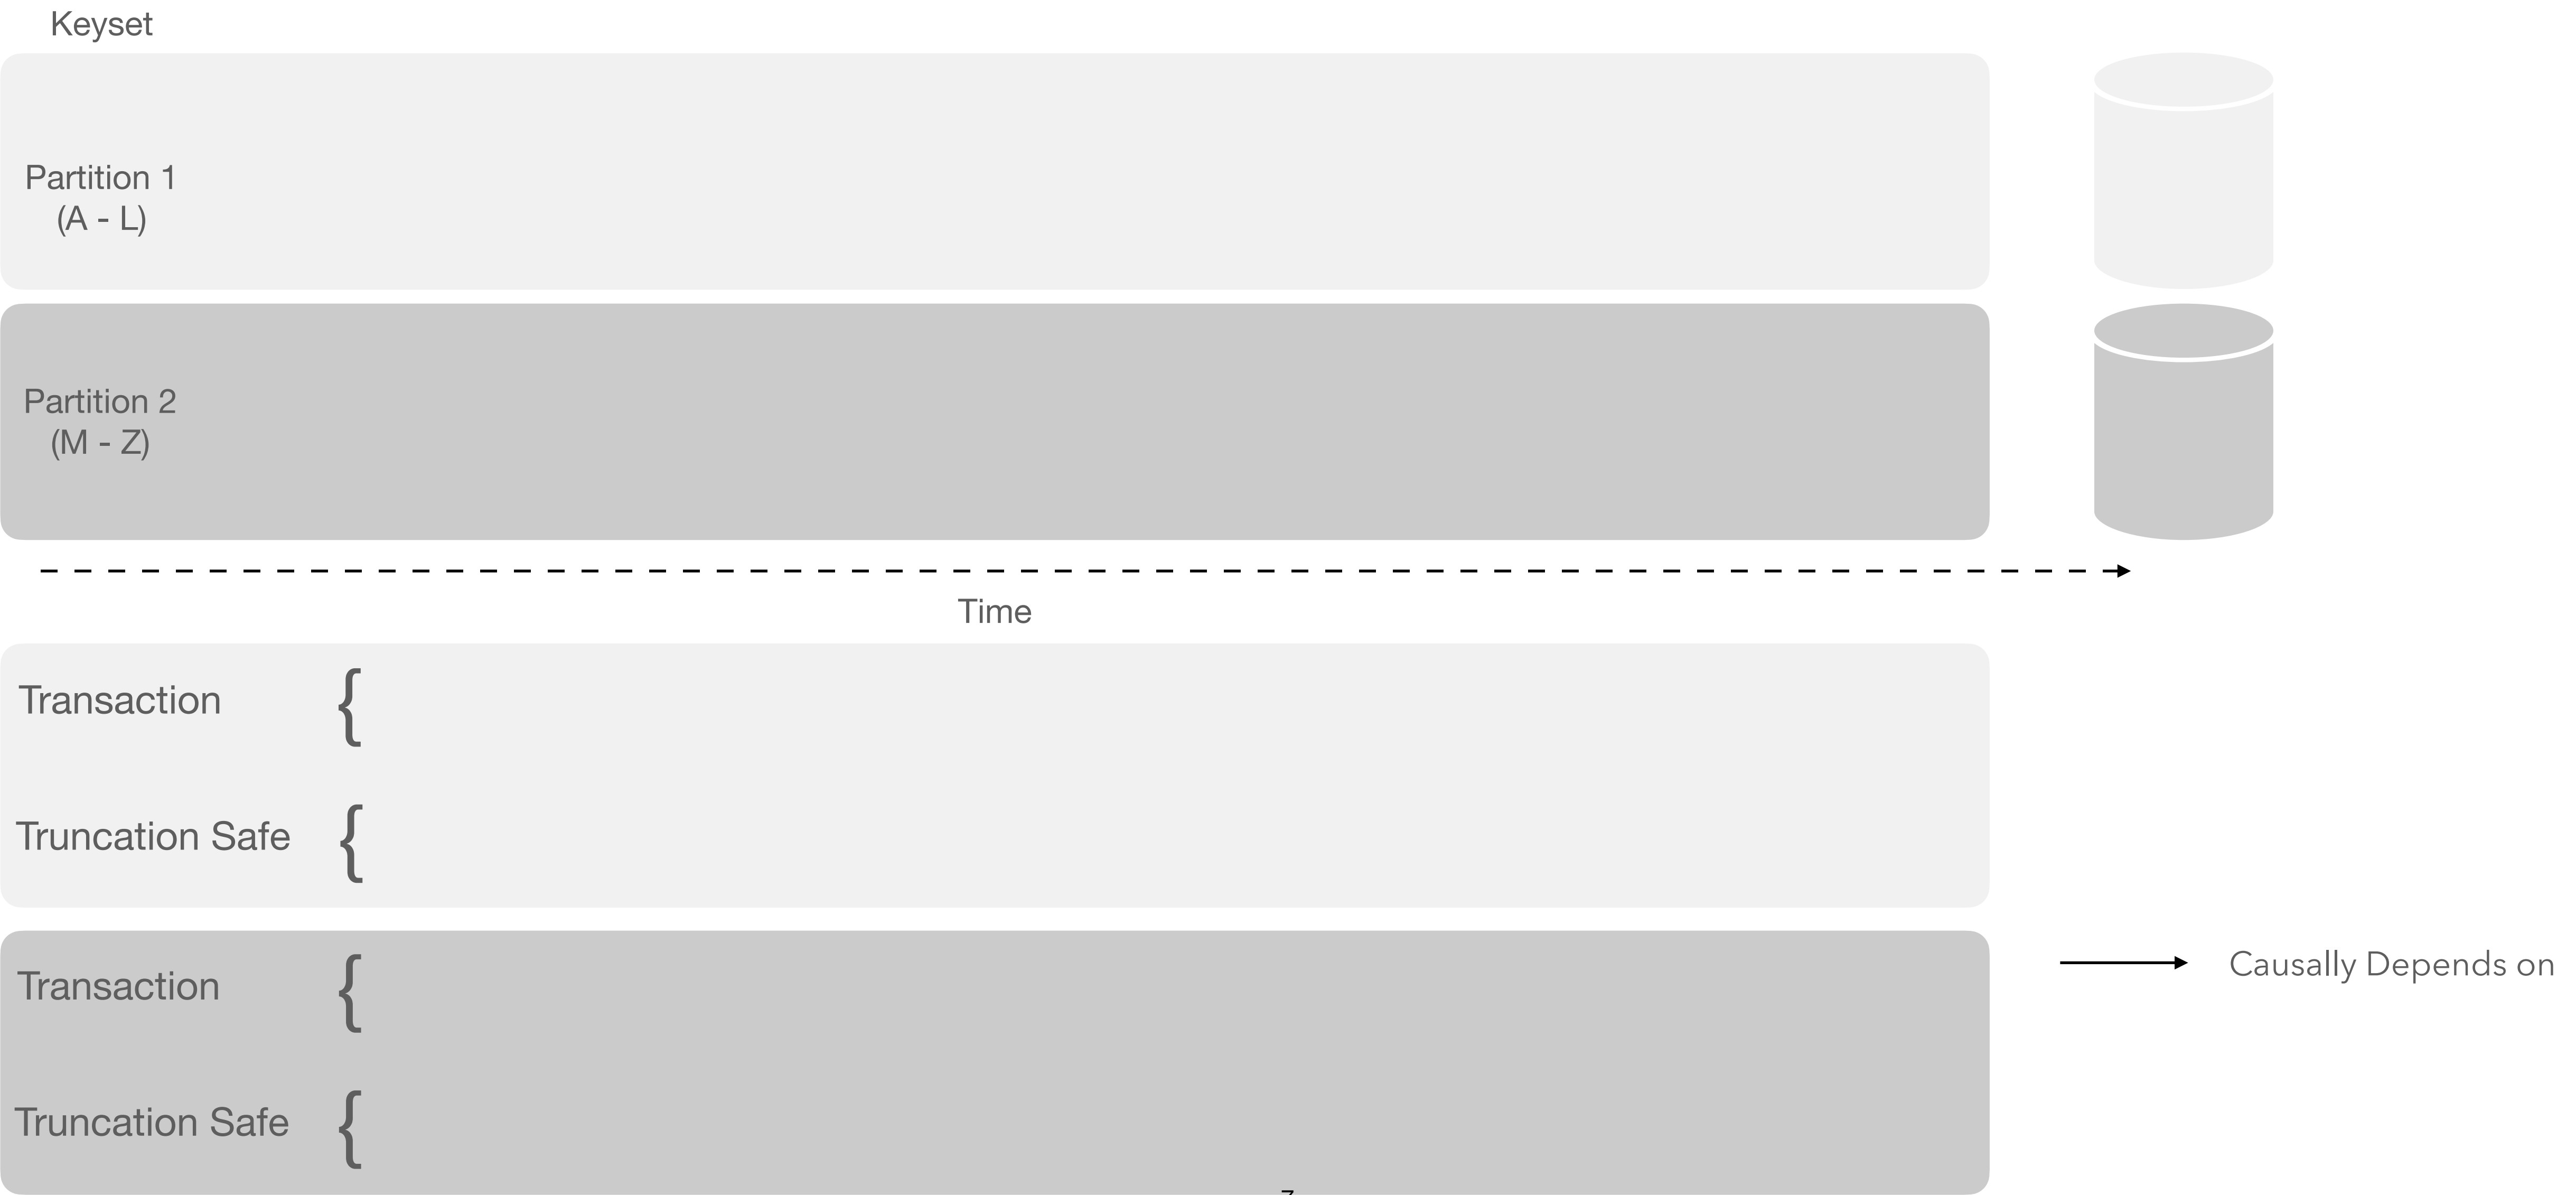 Keyset
Partition 1
(A - L)
Partition 2
(M - Z)
Time
Transaction {
Truncation Safe {
Transaction {
Causally Depends on
Truncation Safe {